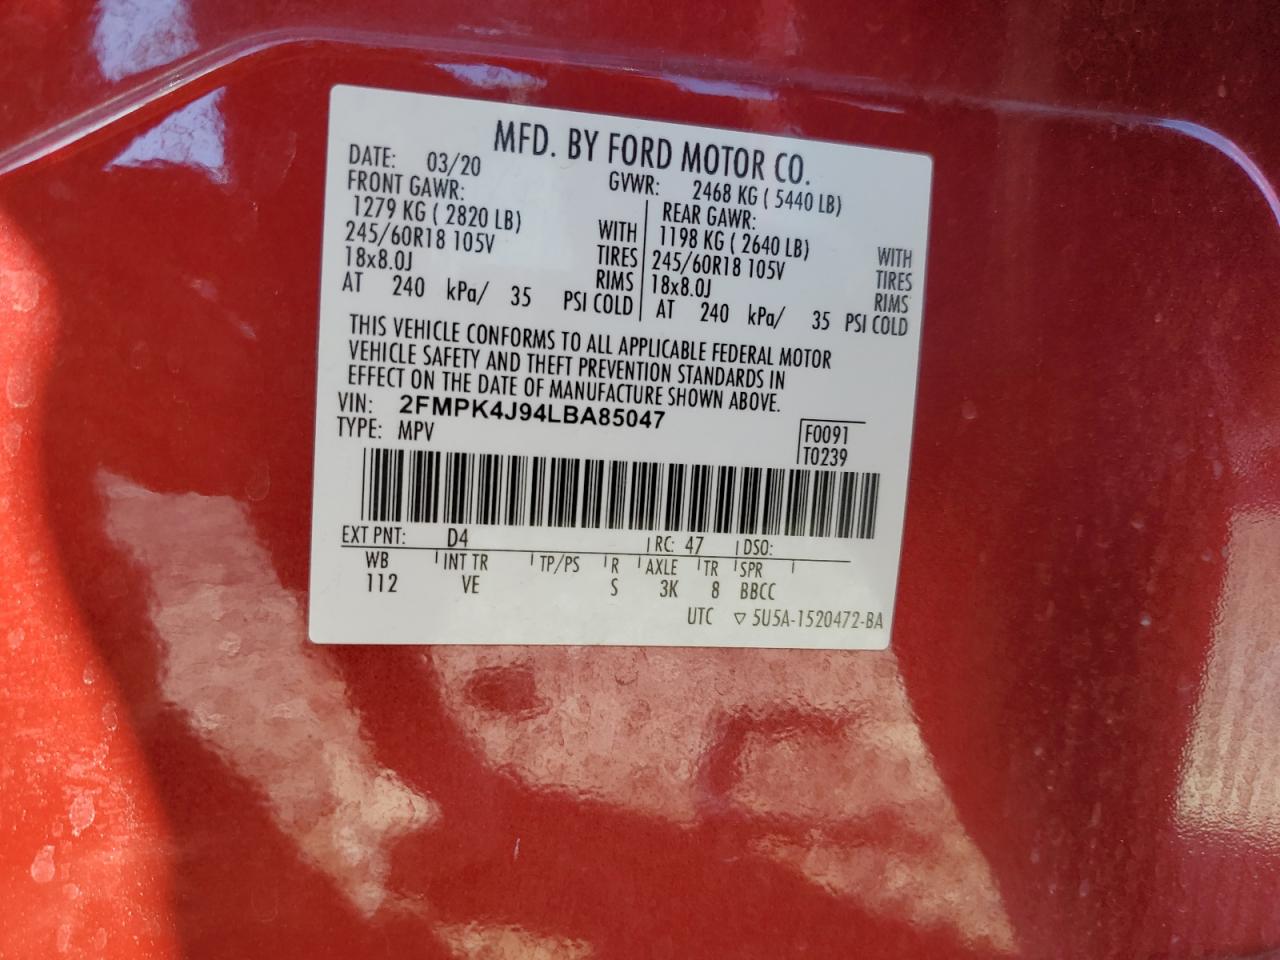 MFD. BY FORD MOTOR CO.
DATE: 03/20 GVWR: 2468 KG ( 5440 LB)
FRONT GAWR: REAR GAWR:
1279 KG ( 2820 LB) WITH 1198 KG ( 2640 LB) WITH
245/60R18 105V TIRES 245/60R18 105V TIRES
18x8.0J RIMS 18x8.0J RIMS
AT 240 kPa/ 35 PSI COLD AT 240 kPa/ 35 PSI COLD
THIS VEHICLE CONFORMS TO ALL APPLICABLE FEDERAL MOTOR
VEHICLE SAFETY AND THEFT PREVENTION STANDARDS IN
EFFECT ON THE DATE OF MANUFACTURE SHOWN ABOVE.
VIN: 2FMPK4J94LBA85047
TYPE: MPV
F0091
T0239
EXT PNT: D4 RC: 47 DSO:
WB INT TR TP/PS R AXLE TR SPR
112 VE S 3K 8 BBCC
UTC ▽ 5U5A-1520472-BA